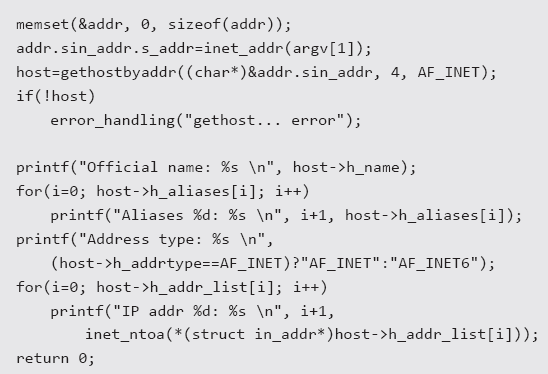 memset(&addr, 0, sizeof(addr));
addr.sin_addr.s_addr=inet_addr(argv[1]);
host=gethostbyaddr((char*)&addr.sin_addr, 4, AF_INET);
if(!host)
    error_handling("gethost... error");

printf("Official name: %s \n", host->h_name);
for(i=0; host->h_aliases[i]; i++)
    printf("Aliases %d: %s \n", i+1, host->h_aliases[i]);
printf("Address type: %s \n",
    (host->h_addrtype==AF_INET)?"AF_INET":"AF_INET6");
for(i=0; host->h_addr_list[i]; i++)
    printf("IP addr %d: %s \n", i+1,
        inet_ntoa(*(struct in_addr*)host->h_addr_list[i]));
return 0;